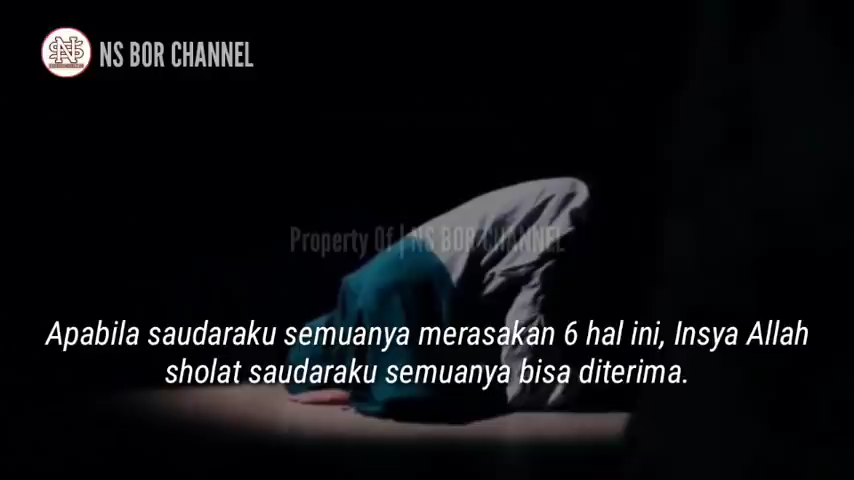 NS BOR CHANNEL
Property Of | NS BOR CHANNEL
Apabila saudaraku semuanya merasakan 6 hal ini, Insya Allah
sholat saudaraku semuanya bisa diterima.